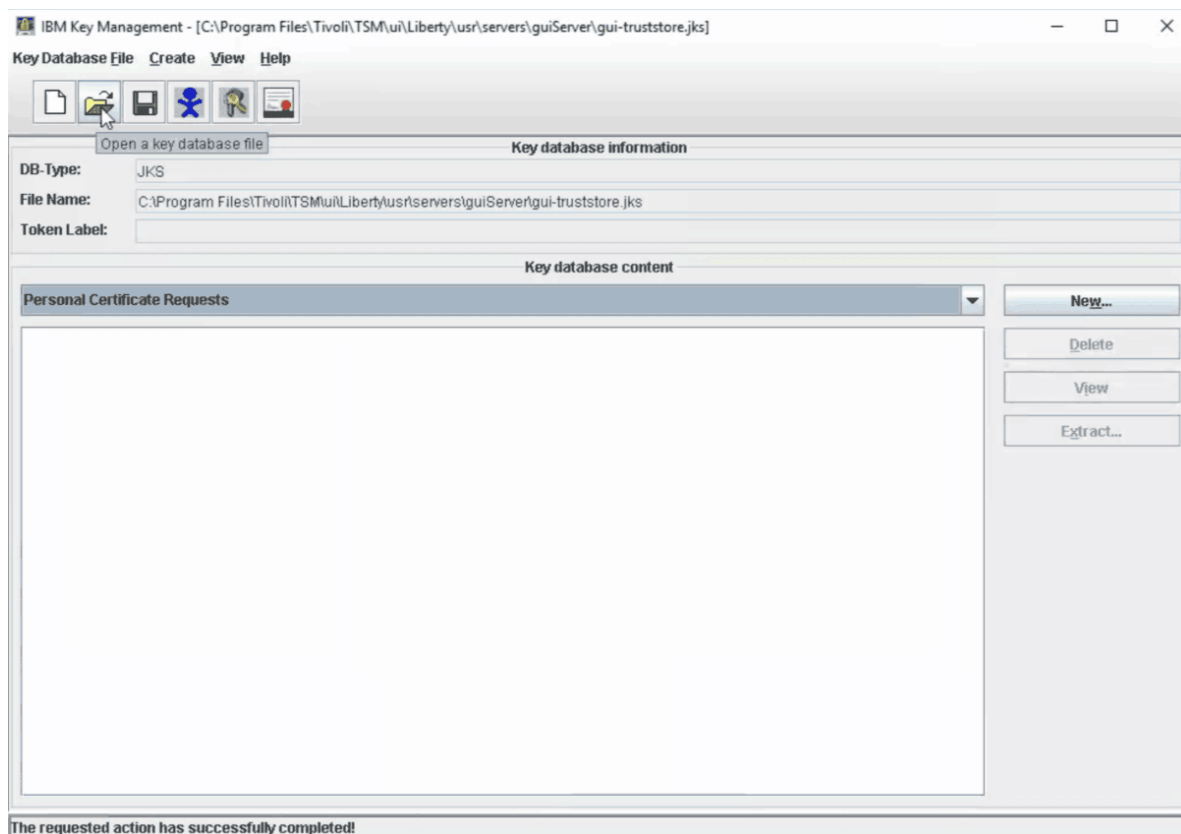 IBM Key Management - [C:\Program Files\Tivoli\TSM\ui\Liberty\usr\servers\guiServer\gui-truststore.jks]
Key Database File Create View Help
Open a key database file
Key database information
DB-Type: JKS
File Name: C:\Program Files\Tivoli\TSM\ui\Liberty\usr\servers\guiServer\gui-truststore.jks
Token Label:
Key database content
Personal Certificate Requests
New...
Delete
View
Extract...
The requested action has successfully completed!